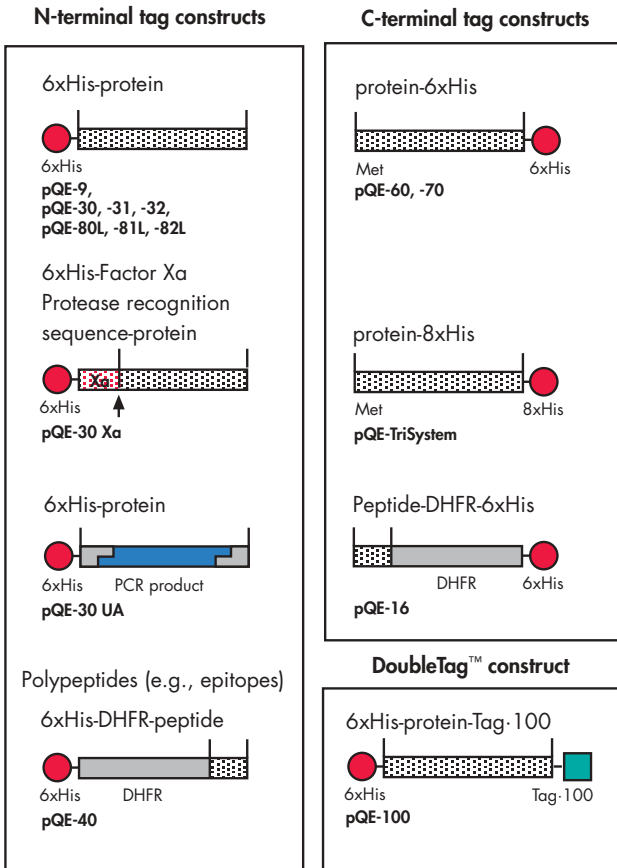 N-terminal tag constructs
6xHis-protein
6xHis
pQE-9,
pQE-30, -31, -32,
pQE-80L, -81L, -82L
6xHis-Factor Xa
Protease recognition
sequence-protein
Xa
6xHis
pQE-30 Xa
6xHis-protein
6xHis PCR product
pQE-30 UA
Polypeptides (e.g., epitopes)
6xHis-DHFR-peptide
6xHis DHFR
pQE-40
C-terminal tag constructs
protein-6xHis
Met 6xHis
pQE-60, -70
protein-8xHis
Met 8xHis
pQE-TriSystem
Peptide-DHFR-6xHis
DHFR 6xHis
pQE-16
DoubleTag™ construct
6xHis-protein-Tag·100
6xHis Tag·100
pQE-100